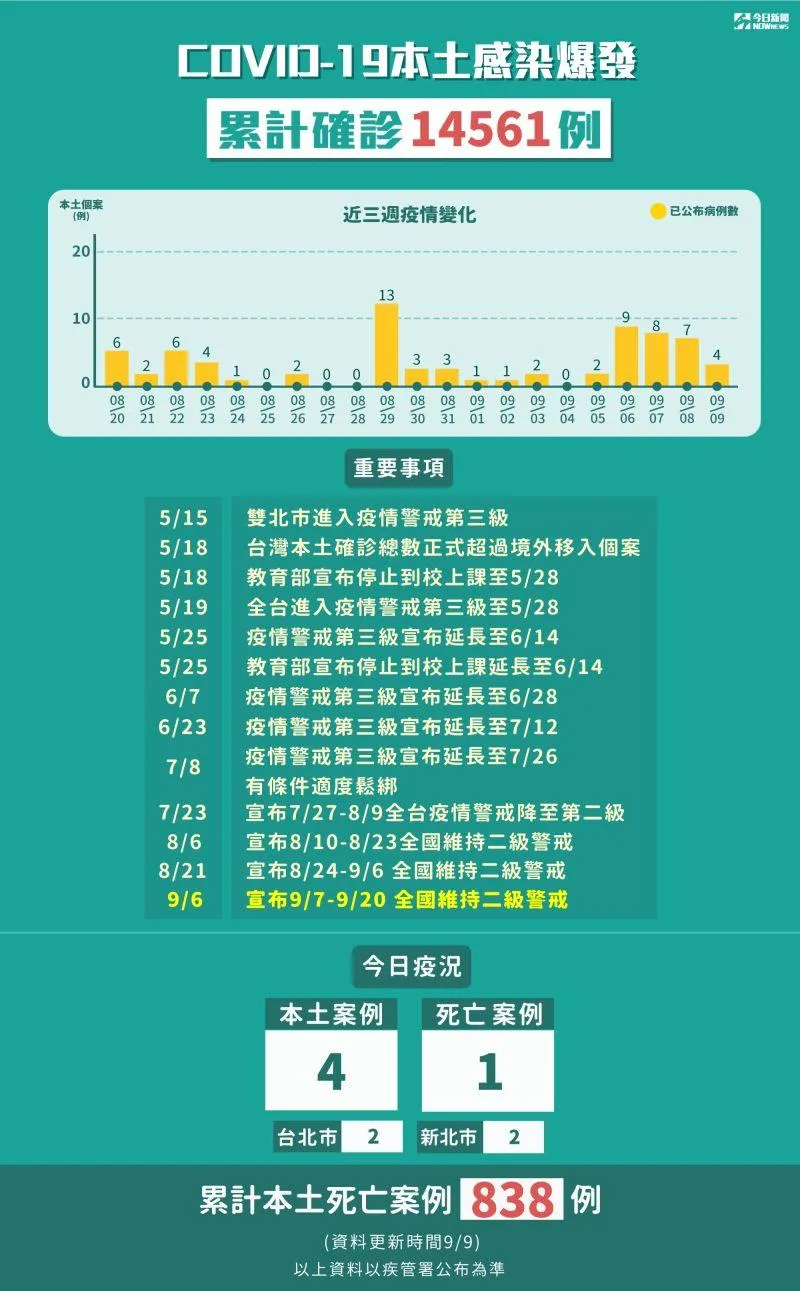 今日新聞
NOWNEWS
COVID-19本土感染爆發
累計確診14561例
本土個案
(例)
近三週疫情變化
已公布病例數
20
10
0
6 2 6 4 1 0 2 0 0 13 3 3 1 1 2 0 2 9 8 7 4
08\20 08\21 08\22 08\23 08\24 08\25 08\26 08\27 08\28 08\29 08\30 08\31 09\01 09\02 09\03 09\04 09\05 09\06 09\07 09\08 09\09
重要事項
5/15 雙北市進入疫情警戒第三級
5/18 台灣本土確診總數正式超過境外移入個案
5/18 教育部宣布停止到校上課至5/28
5/19 全台進入疫情警戒第三級至5/28
5/25 疫情警戒第三級宣布延長至6/14
5/25 教育部宣布停止到校上課延長至6/14
6/7 疫情警戒第三級宣布延長至6/28
6/23 疫情警戒第三級宣布延長至7/12
7/8 疫情警戒第三級宣布延長至7/26
有條件適度鬆綁
7/23 宣布7/27-8/9全台疫情警戒降至第二級
8/6 宣布8/10-8/23全國維持二級警戒
8/21 宣布8/24-9/6 全國維持二級警戒
9/6 宣布9/7-9/20 全國維持二級警戒
今日疫況
本土案例 死亡案例
4 1
台北市 2 新北市 2
累計本土死亡案例 838 例
(資料更新時間9/9)
以上資料以疾管署公布為準